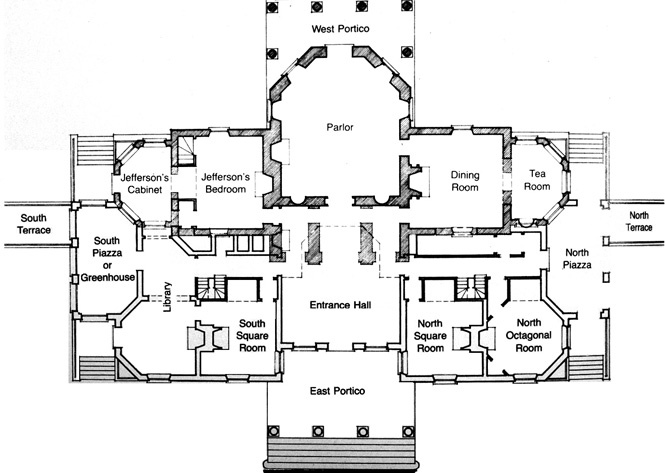 West Portico
Parlor
Jefferson's
Cabinet
Jefferson's
Bedroom
Dining
Room
Tea
Room
South
Terrace
North
Terrace
South
Piazza
or
Greenhouse
North
Piazza
Library
Entrance Hall
South
Square
Room
North
Square
Room
North
Octagonal
Room
East Portico